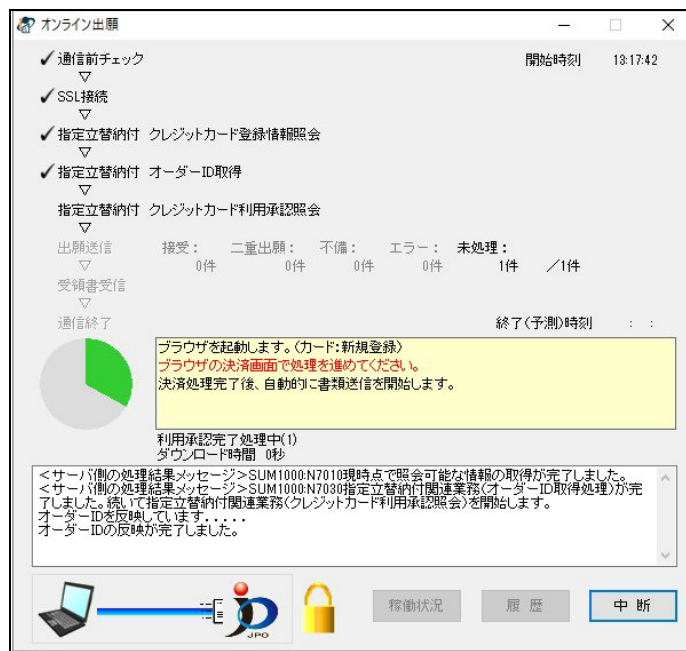 オンライン出願
✓通信前チェック 開始時刻 13:17:42
▽
✓SSL接続
▽
✓指定立替納付 クレジットカード登録情報照会
▽
✓指定立替納付 オーダーID取得
▽
指定立替納付 クレジットカード利用承認照会
▽
出願送信 接受： 二重出願： 不備： エラー： 未処理：
▽ 0件 0件 0件 0件 1件 ／1件
受領書受信
▽
通信終了 終了(予測)時刻 : :
ブラウザを起動します。(カード:新規登録)
ブラウザの決済画面で処理を進めてください。
決済処理完了後、自動的に書類送信を開始します。
利用承認完了処理中(1)
ダウンロード時間 0秒
＜サーバ側の処理結果メッセージ＞SUM1000:N7010現時点で照会可能な情報の取得が完了しました。
＜サーバ側の処理結果メッセージ＞SUM1000:N7030指定立替納付関連業務(オーダーID取得処理)が完
了しました。続いて指定立替納付関連業務(クレジットカード利用承認照会)を開始します。
オーダーIDを反映しています.....
オーダーIDの反映が完了しました。
JPO
稼働状況 履歴 中断